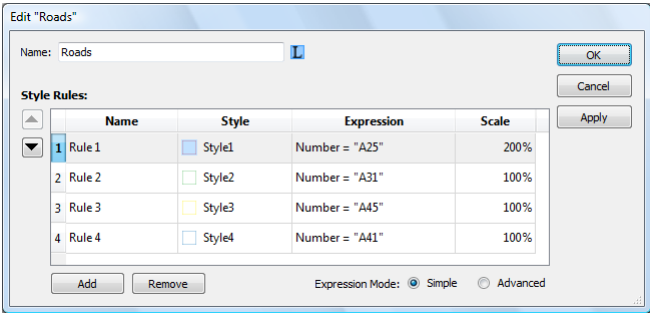 Edit "Roads"
Name: Roads L OK
Cancel
Style Rules:
Apply
Name Style Expression Scale
1 Rule 1 Style1 Number = "A25" 200%
2 Rule 2 Style2 Number = "A31" 100%
3 Rule 3 Style3 Number = "A45" 100%
4 Rule 4 Style4 Number = "A41" 100%
Add Remove Expression Mode: Simple Advanced